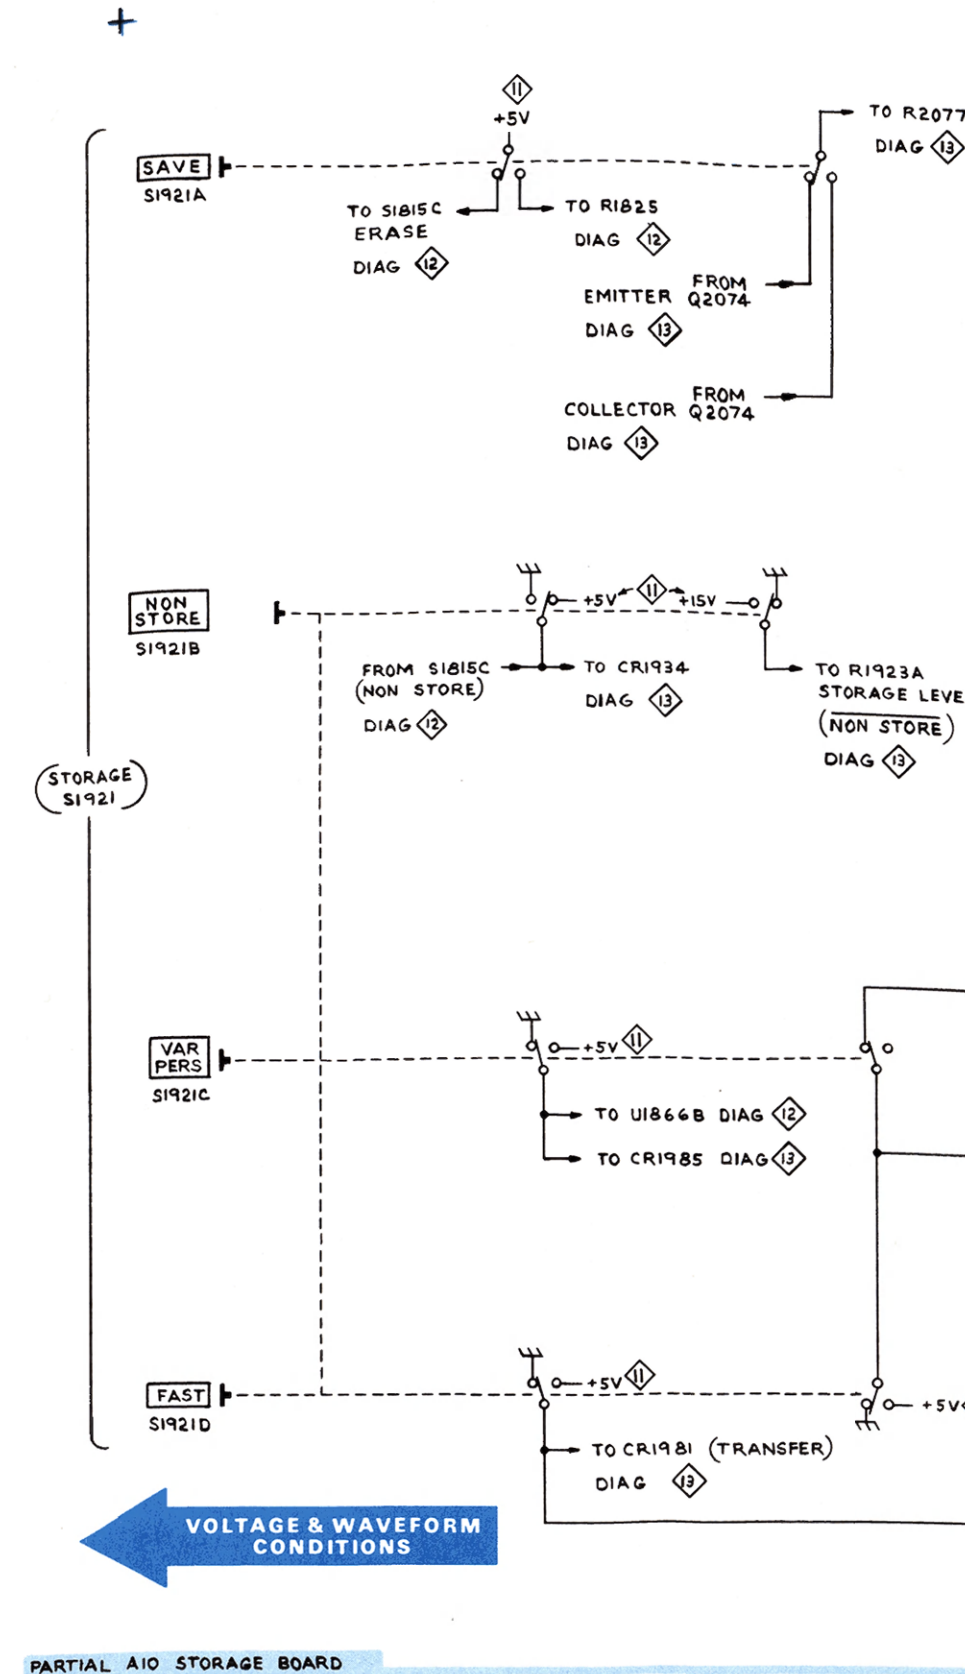 11
+5V
TO R2077
DIAG 13
SAVE
S1921A
TO S1815C
ERASE
DIAG 12
TO R1825
DIAG 12
FROM
EMITTER Q2074
DIAG 13
FROM
COLLECTOR Q2074
DIAG 13
NON
STORE
S1921B
+5V 11 +15V
FROM S1815C
(NON STORE)
DIAG 12
TO CR1934
DIAG 13
TO R1923A
STORAGE LEVE
(NON STORE)
DIAG 13
(STORAGE
S1921)
VAR
PERS
S1921C
+5V 11
TO U1866B DIAG 12
TO CR1985 DIAG 13
FAST
S1921D
+5V 11
+5V
TO CR1981 (TRANSFER)
DIAG 13
VOLTAGE & WAVEFORM
CONDITIONS
PARTIAL A10 STORAGE BOARD